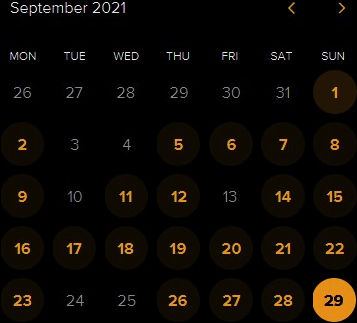 September 2021
MON TUE WED THU FRI SAT SUN
26 27 28 29 30 31 1
2 3 4 5 6 7 8
9 10 11 12 13 14 15
16 17 18 19 20 21 22
23 24 25 26 27 28 29